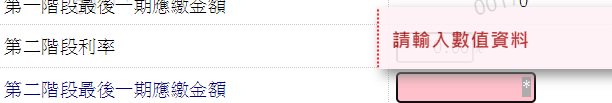 第一階段最後一期應繳金額
第二階段利率
請輸入數值資料
第二階段最後一期應繳金額
*